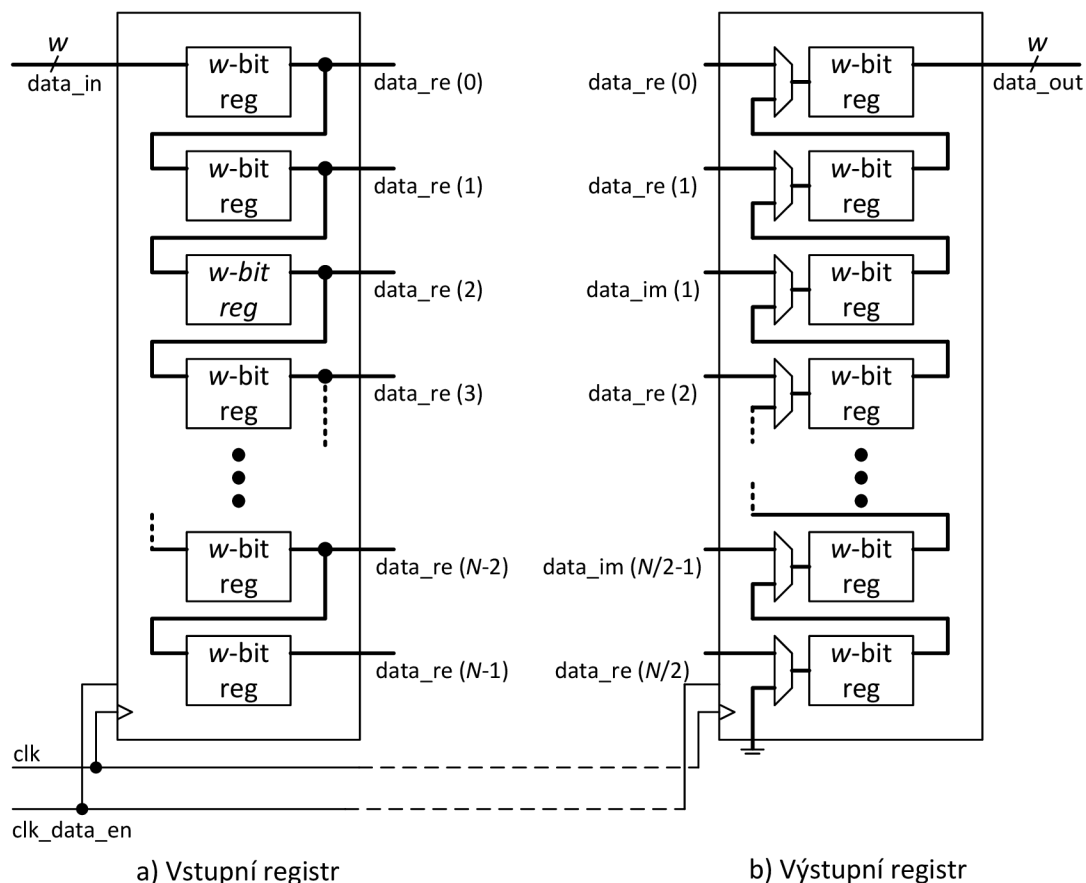 w
data_in
w-bit
reg
data_re (0)
w-bit
reg
data_re (1)
w-bit
reg
data_re (2)
w-bit
reg
data_re (3)
w-bit
reg
data_re (N-2)
w-bit
reg
data_re (N-1)
clk
clk_data_en
a) Vstupní registr
data_re (0)
w-bit
reg
w
data_out
data_re (1)
w-bit
reg
data_im (1)
w-bit
reg
data_re (2)
w-bit
reg
data_im (N/2-1)
w-bit
reg
data_re (N/2)
w-bit
reg
b) Výstupní registr